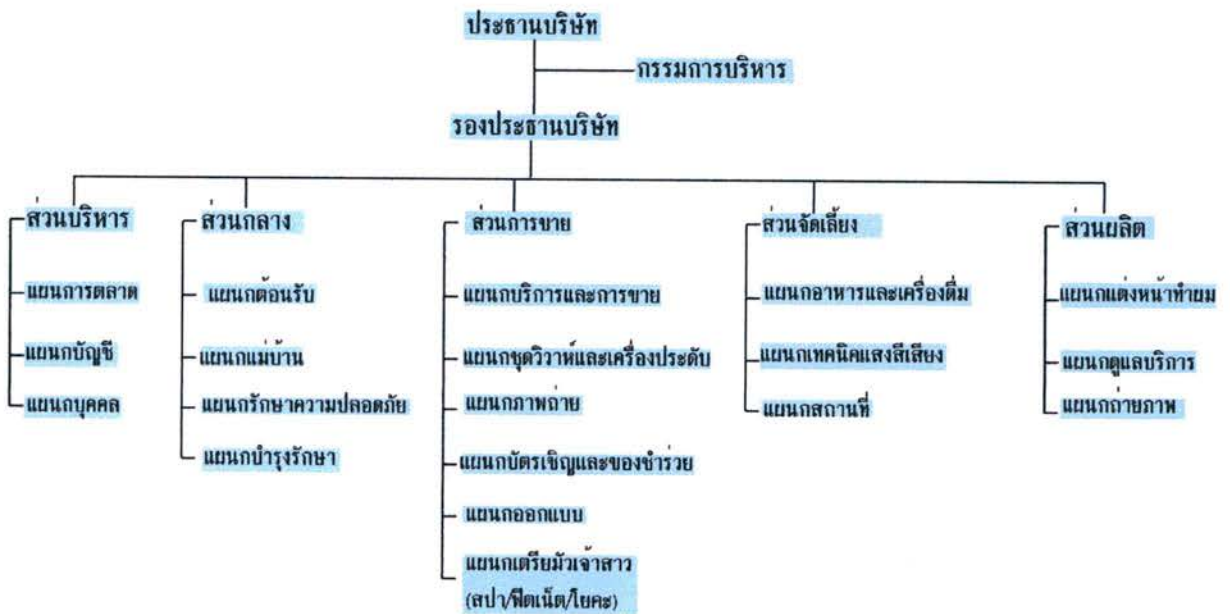 ประธานบริษัท
กรรมการบริหาร
รองประธานบริษัท
ส่วนบริหาร
แผนการตลาด
แผนกบัญชี
แผนกบุคคล
ส่วนกลาง
แผนกต้อนรับ
แผนกแม่บ้าน
แผนกรักษาความปลอดภัย
แผนกบำรุงรักษา
ส่วนการขาย
แผนกบริการและการขาย
แผนกชุดวิวาห์และเครื่องประดับ
แผนกภาพถ่าย
แผนกบัตรเชิญและของชำร่วย
แผนกออกแบบ
แผนกเตรียมัวเจ้าสาว
(สปา/ฟิตเน็ต/โยคะ)
ส่วนจัดเลี้ยง
แผนกอาหารและเครื่องดื่ม
แผนกเทคนิคแสงสีเสียง
แผนกสถานที่
ส่วนผลิต
แผนกแต่งหน้าทำผม
แผนกดูแลบริการ
แผนกถ่ายภาพ